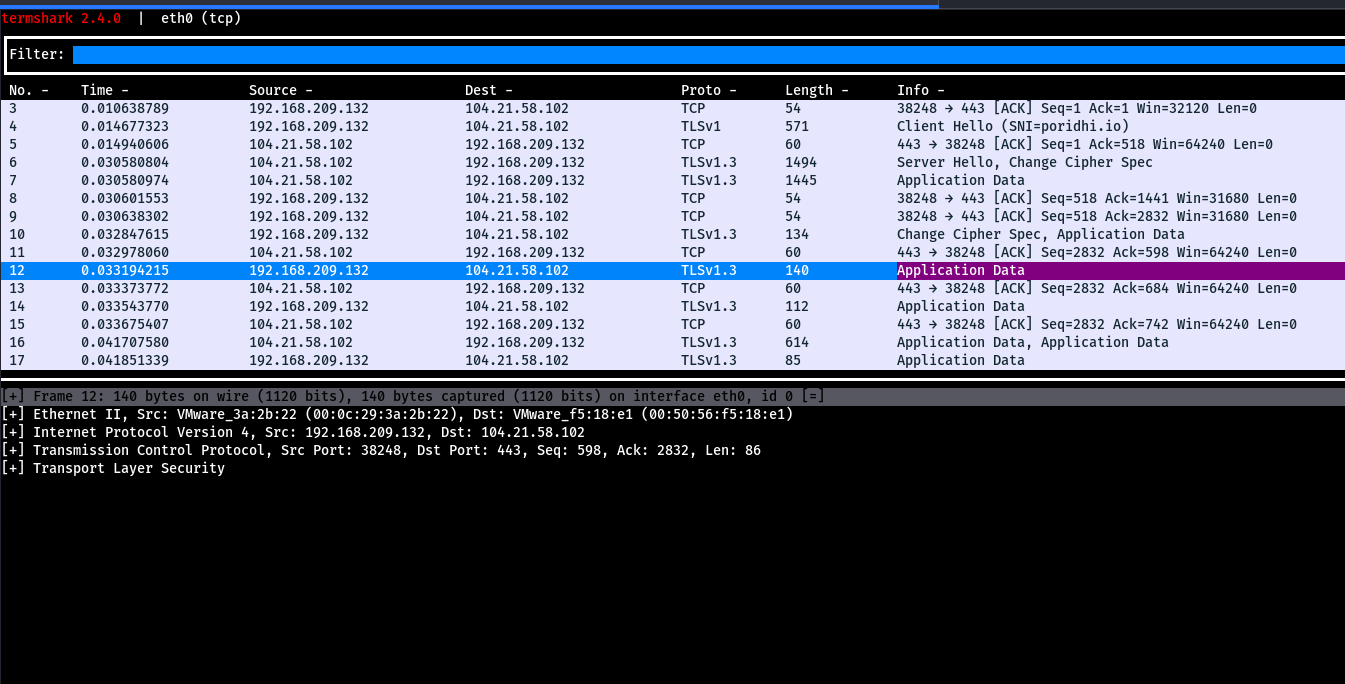 termshark 2.4.0 | eth0 (tcp)
Filter:
No. - Time - Source - Dest - Proto - Length - Info -
3 0.010638789 192.168.209.132 104.21.58.102 TCP 54 38248 → 443 [ACK] Seq=1 Ack=1 Win=32120 Len=0
4 0.014677323 192.168.209.132 104.21.58.102 TLSv1 571 Client Hello (SNI=poridhi.io)
5 0.014940606 104.21.58.102 192.168.209.132 TCP 60 443 → 38248 [ACK] Seq=1 Ack=518 Win=64240 Len=0
6 0.030580804 104.21.58.102 192.168.209.132 TLSv1.3 1494 Server Hello, Change Cipher Spec
7 0.030580974 104.21.58.102 192.168.209.132 TLSv1.3 1445 Application Data
8 0.030601553 192.168.209.132 104.21.58.102 TCP 54 38248 → 443 [ACK] Seq=518 Ack=1441 Win=31680 Len=0
9 0.030638302 192.168.209.132 104.21.58.102 TCP 54 38248 → 443 [ACK] Seq=518 Ack=2832 Win=31680 Len=0
10 0.032847615 192.168.209.132 104.21.58.102 TLSv1.3 134 Change Cipher Spec, Application Data
11 0.032978060 104.21.58.102 192.168.209.132 TCP 60 443 → 38248 [ACK] Seq=2832 Ack=598 Win=64240 Len=0
12 0.033194215 192.168.209.132 104.21.58.102 TLSv1.3 140 Application Data
13 0.033373772 104.21.58.102 192.168.209.132 TCP 60 443 → 38248 [ACK] Seq=2832 Ack=684 Win=64240 Len=0
14 0.033543770 192.168.209.132 104.21.58.102 TLSv1.3 112 Application Data
15 0.033675407 104.21.58.102 192.168.209.132 TCP 60 443 → 38248 [ACK] Seq=2832 Ack=742 Win=64240 Len=0
16 0.041707580 104.21.58.102 192.168.209.132 TLSv1.3 614 Application Data, Application Data
17 0.041851339 192.168.209.132 104.21.58.102 TLSv1.3 85 Application Data
[+] Frame 12: 140 bytes on wire (1120 bits), 140 bytes captured (1120 bits) on interface eth0, id 0 [=]
[+] Ethernet II, Src: VMware_3a:2b:22 (00:0c:29:3a:2b:22), Dst: VMware_f5:18:e1 (00:50:56:f5:18:e1)
[+] Internet Protocol Version 4, Src: 192.168.209.132, Dst: 104.21.58.102
[+] Transmission Control Protocol, Src Port: 38248, Dst Port: 443, Seq: 598, Ack: 2832, Len: 86
[+] Transport Layer Security